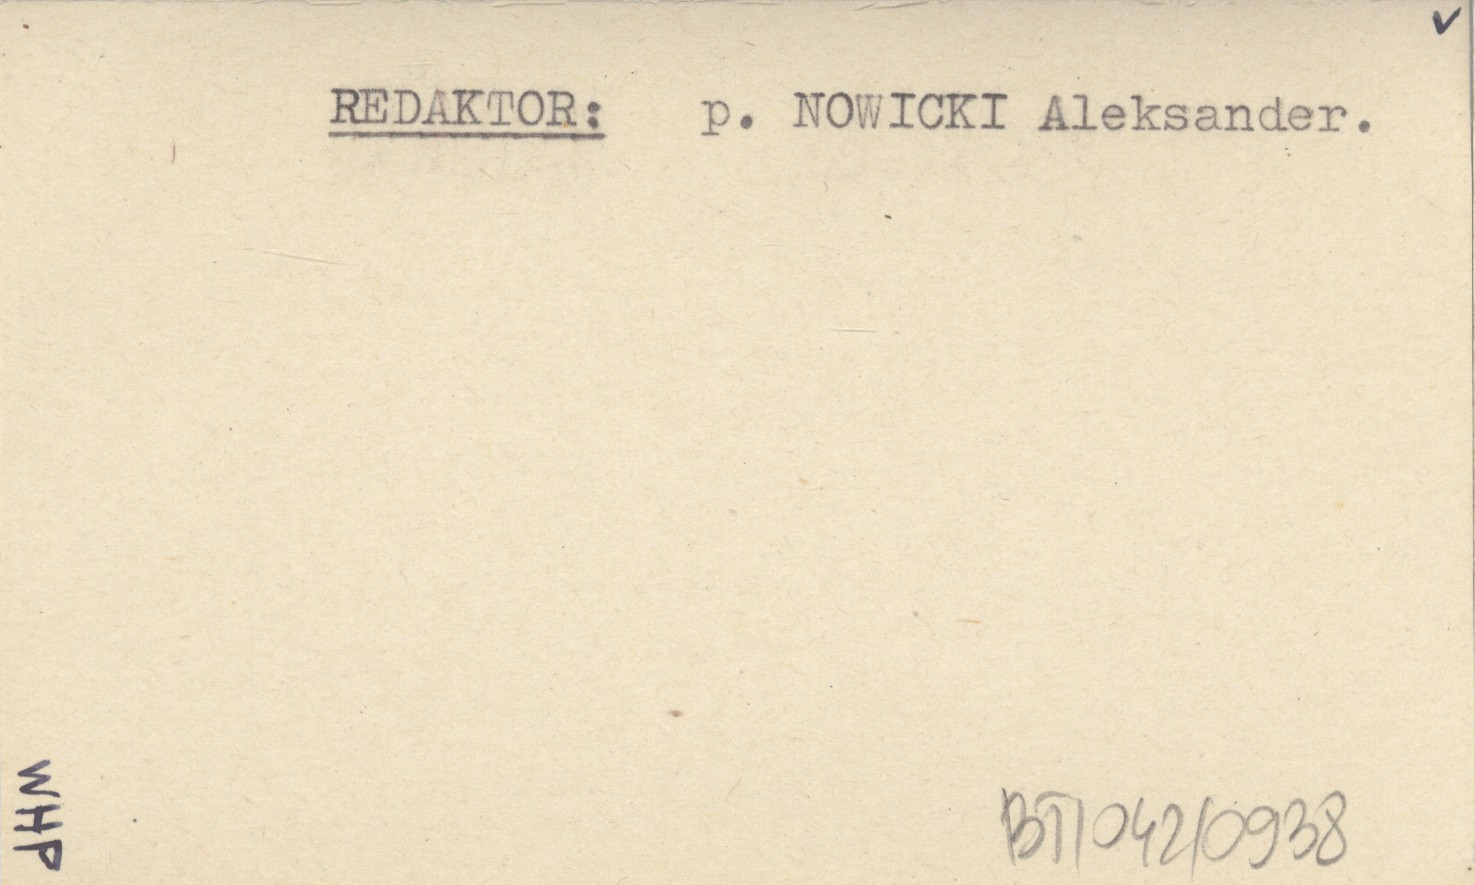 REDAKTOR: p. NOWICKI Aleksander.
WHP
BT/042/0938